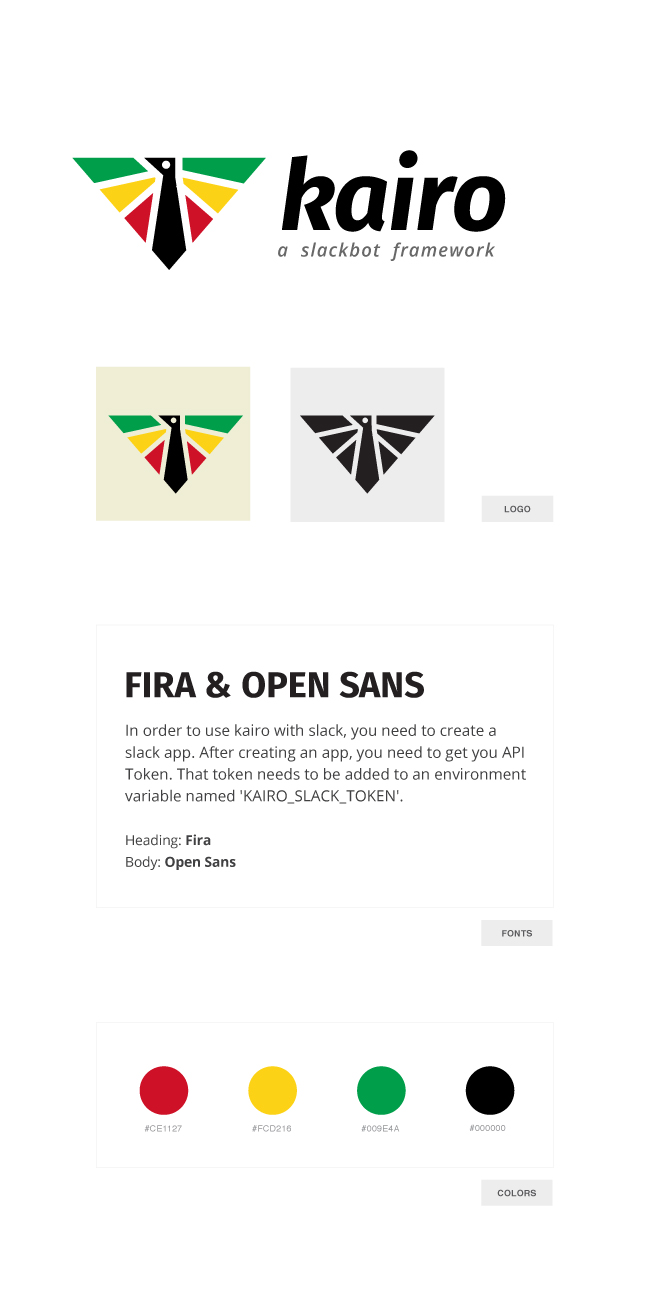 kairo
a slackbot framework
LOGO
FIRA & OPEN SANS
In order to use kairo with slack, you need to create a
slack app. After creating an app, you need to get you API
Token. That token needs to be added to an environment
variable named 'KAIRO_SLACK_TOKEN'.
Heading: Fira
Body: Open Sans
FONTS
#CE1127
#FCD216
#009E4A
#000000
COLORS